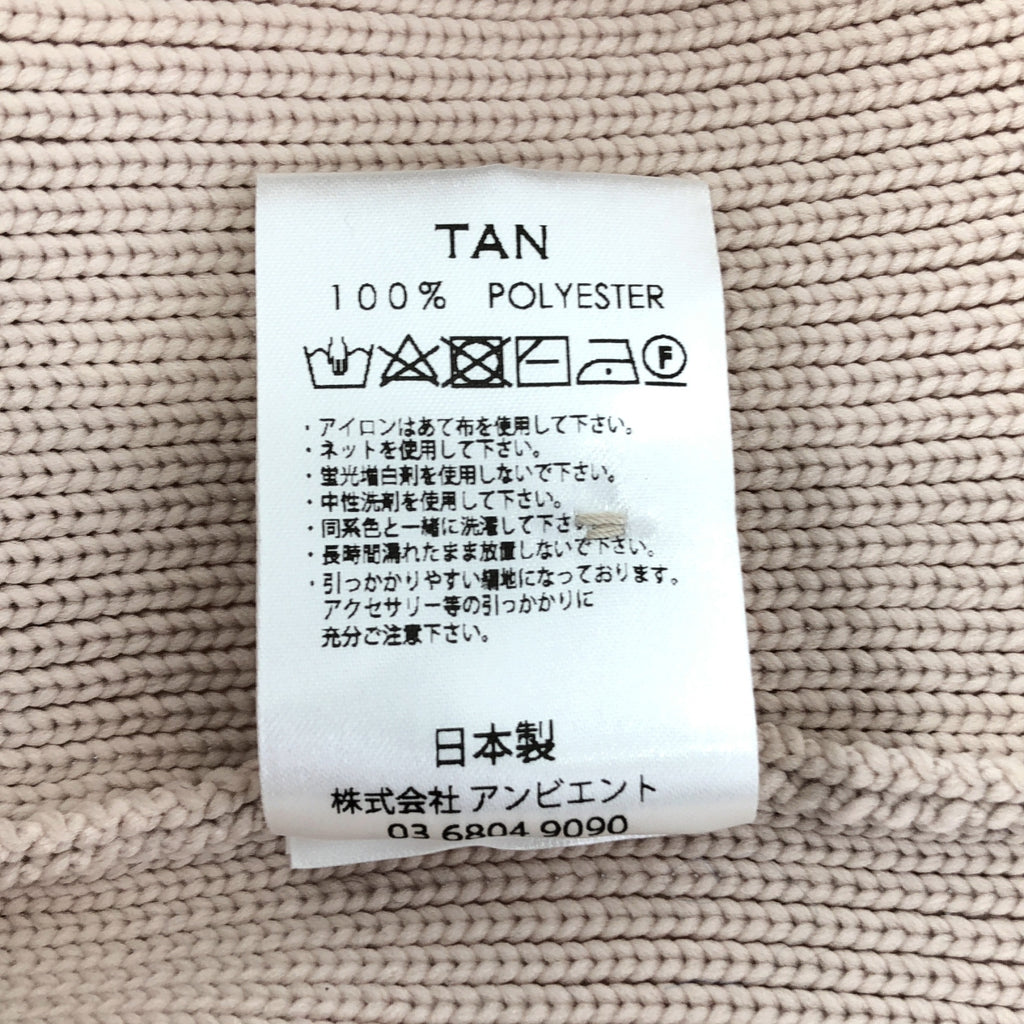 TAN
100% POLYESTER
F
・アイロンはあて布を使用して下さい。
・ネットを使用して下さい。
・蛍光増白剤を使用しないで下さい。
・中性洗剤を使用して下さい。
・同系色と一緒に洗濯して下さ
・長時間濡れたまま放置しないで下さい。
・引っかかりやすい編地になっております。
アクセサリー等の引っかかりに
充分ご注意下さい。
日本製
株式会社 アンビエント
03 6804 9090